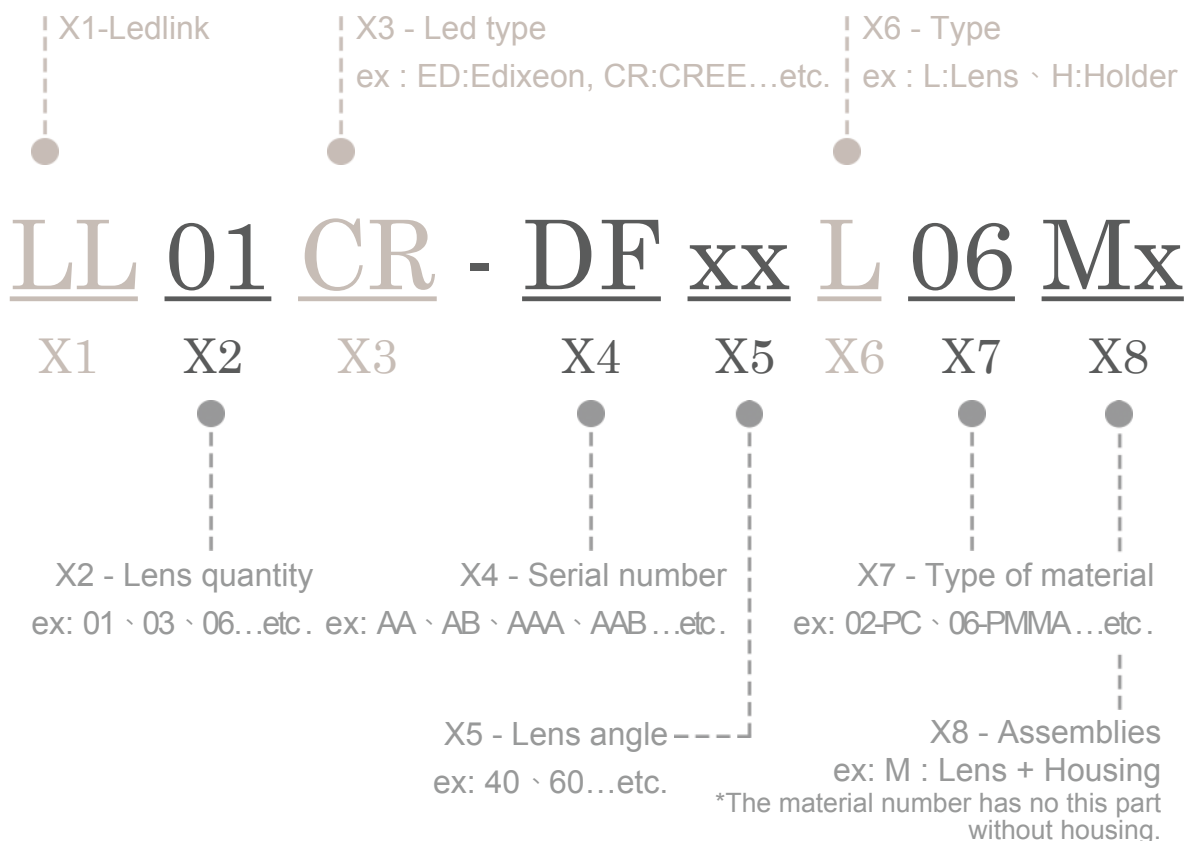 X1-Ledlink
X3 - Led type
ex : ED:Edixeon, CR:CREE…etc.
X6 - Type
ex : L:Lens、H:Holder
LL 01 CR - DF xx L 06 Mx
X1 X2 X3 X4 X5 X6 X7 X8
X2 - Lens quantity
ex: 01、03、06…etc.
X4 - Serial number
ex: AA、AB、AAA、AAB…etc.
X7 - Type of material
ex: 02-PC、06-PMMA…etc.
X5 - Lens angle
ex: 40、60…etc.
X8 - Assemblies
ex: M : Lens + Housing
*The material number has no this part
without housing.